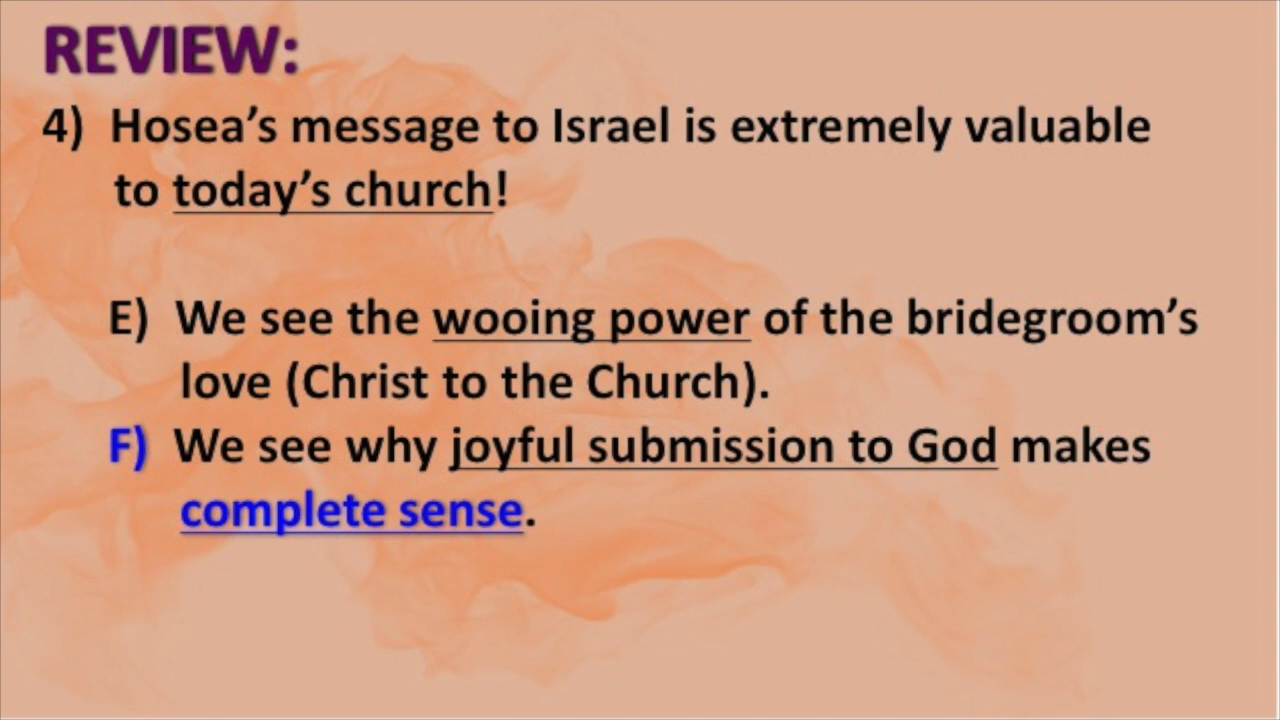 REVIEW:
4) Hosea’s message to Israel is extremely valuable
to today’s church!
E) We see the wooing power of the bridegroom’s
love (Christ to the Church).
F) We see why joyful submission to God makes
complete sense.